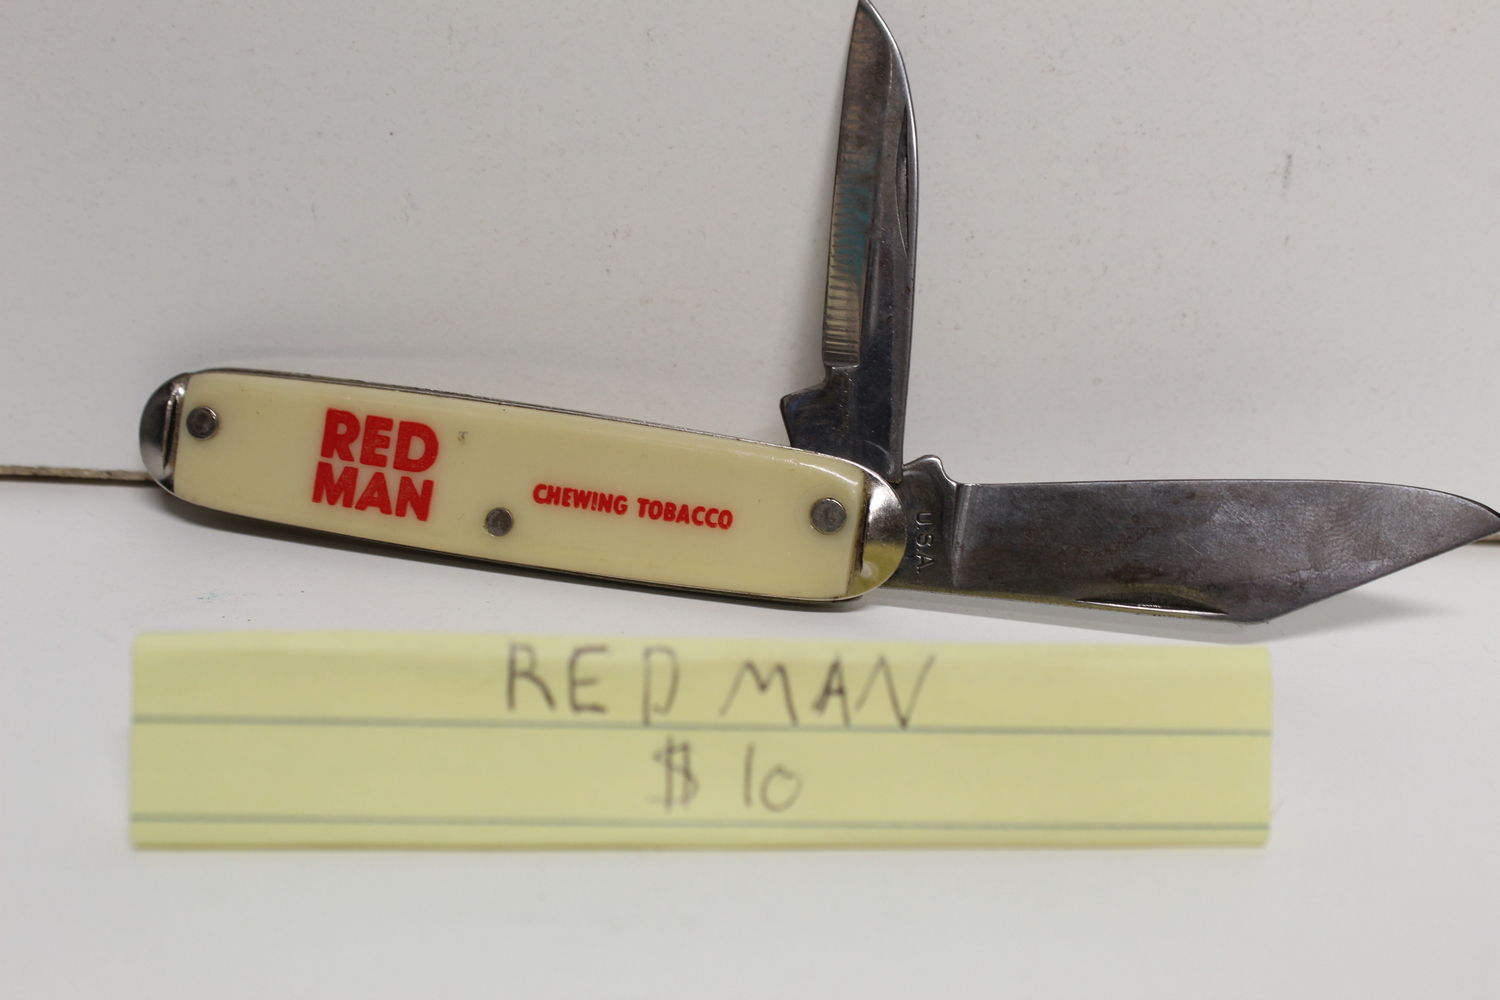 RED
MAN
CHEWING TOBACCO
U.S.A.
RED MAN
$10